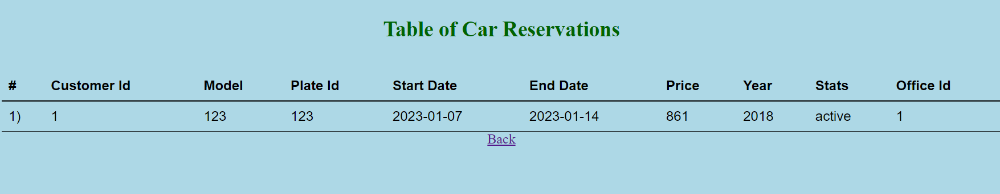 Table of Car Reservations
# Customer Id Model Plate Id Start Date End Date Price Year Stats Office Id
1) 1 123 123 2023-01-07 2023-01-14 861 2018 active 1
Back